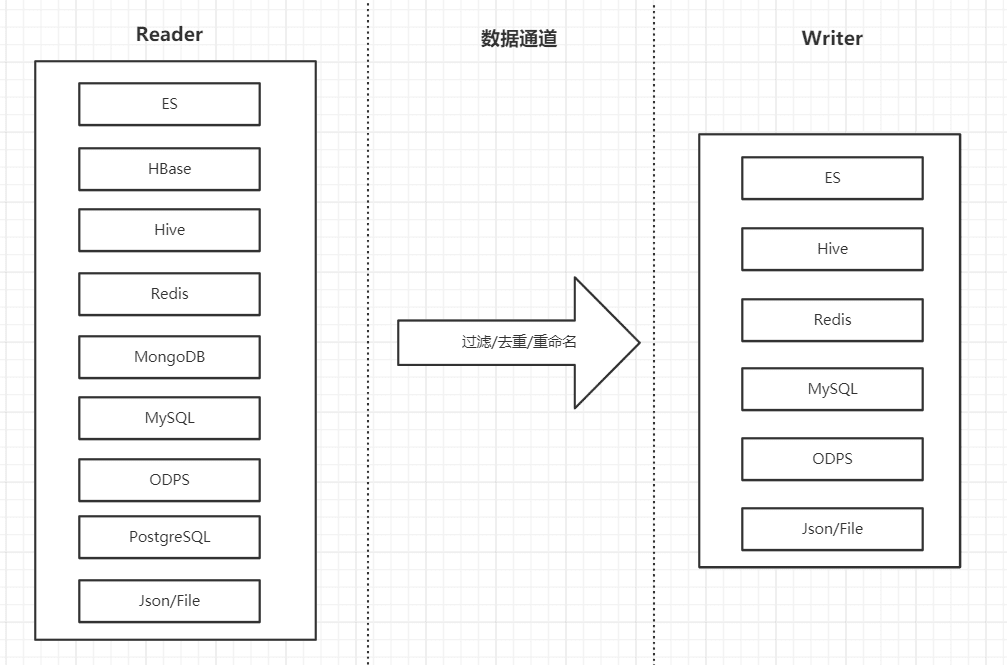 Reader
ES
HBase
Hive
Redis
MongoDB
MySQL
ODPS
PostgreSQL
Json/File
数据通道
过滤/去重/重命名
Writer
ES
Hive
Redis
MySQL
ODPS
Json/File